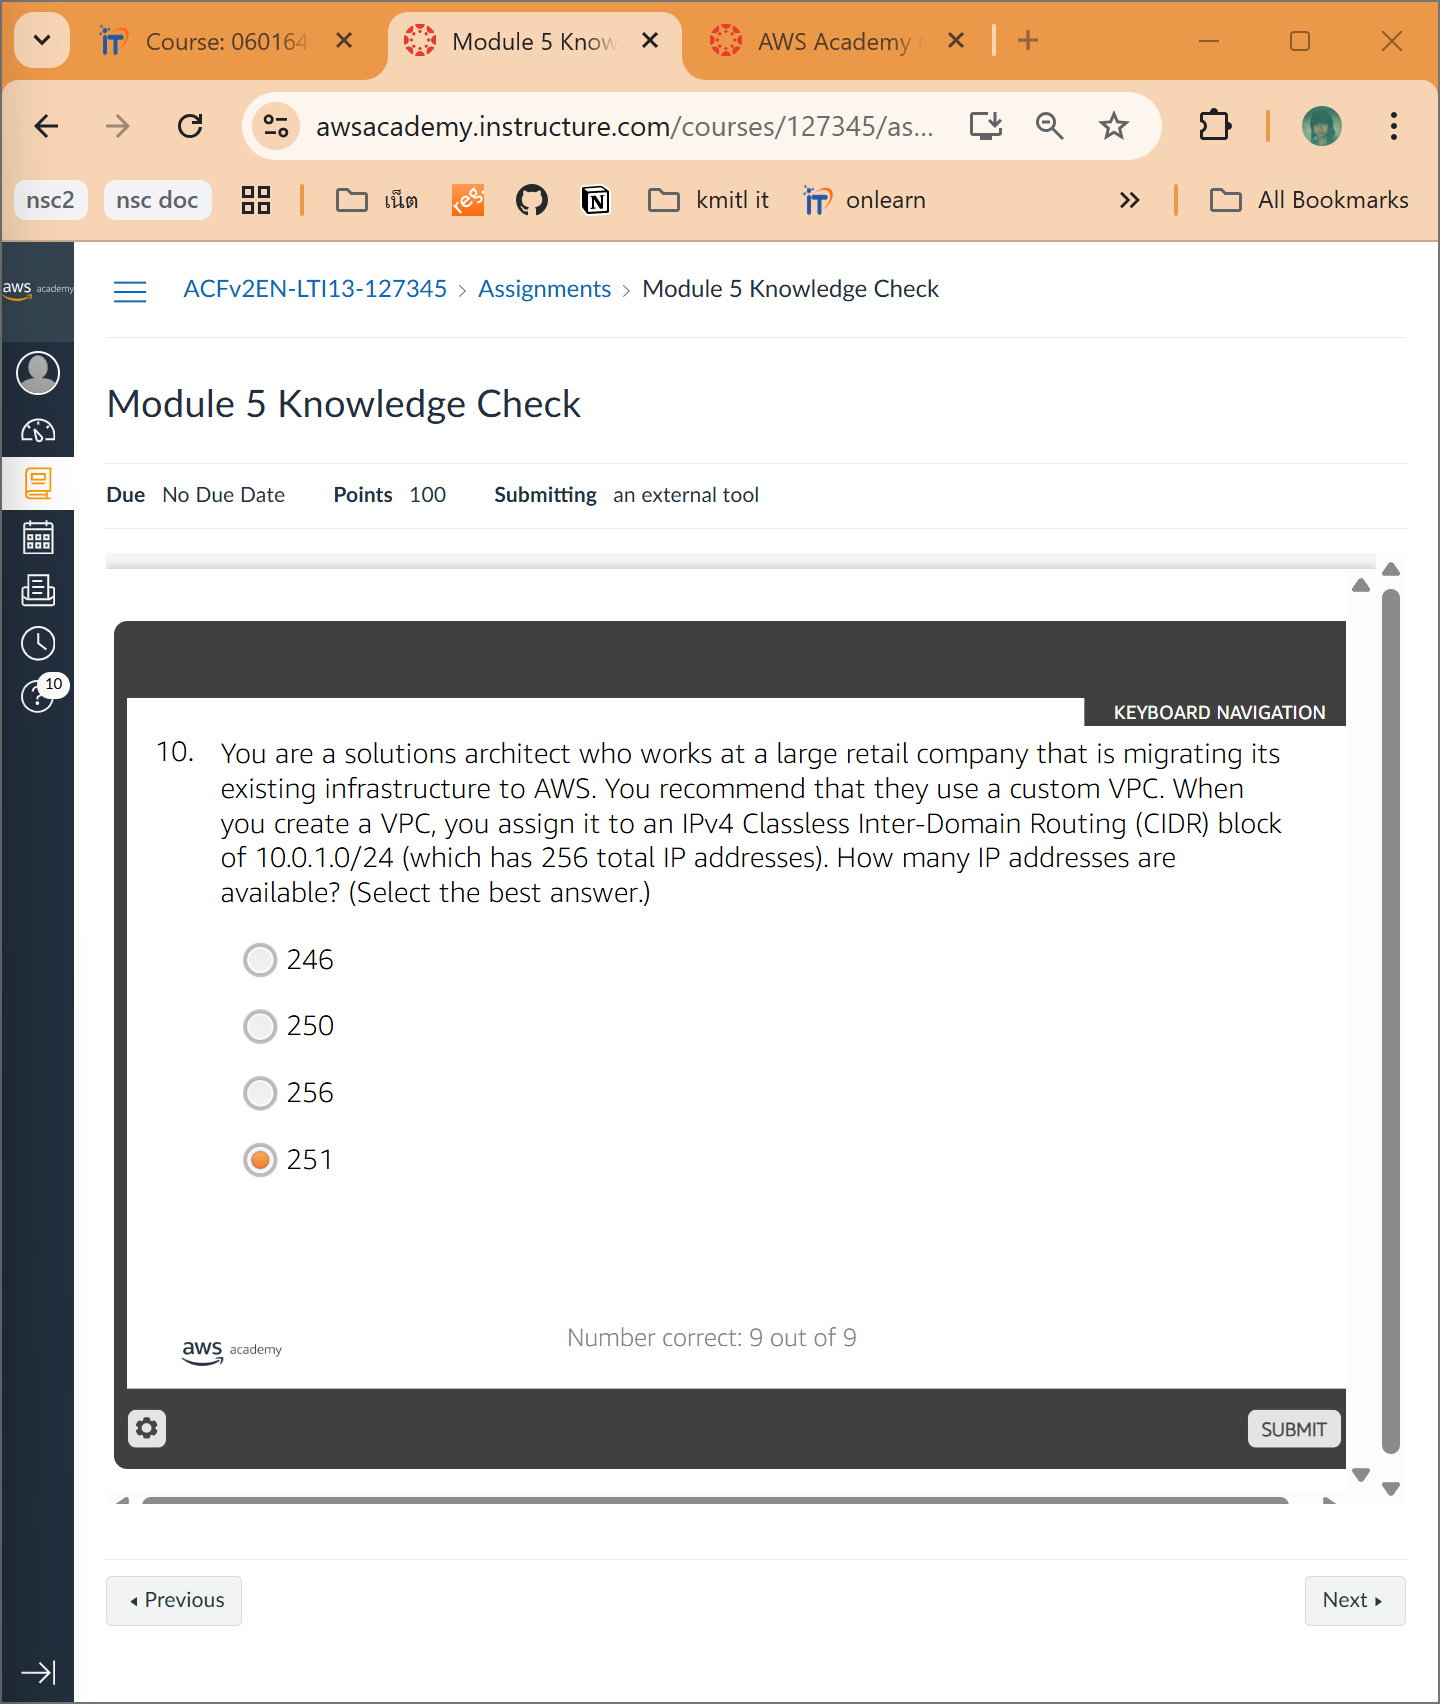 Course: 060164
Module 5 Know
AWS Academy
awsacademy.instructure.com/courses/127345/as...
nsc2
nsc doc
เน็ต
reg.
kmitl it
onlearn
All Bookmarks
aws academy
ACFv2EN-LTI13-127345 > Assignments > Module 5 Knowledge Check
Module 5 Knowledge Check
Due No Due Date Points 100 Submitting an external tool
10
KEYBOARD NAVIGATION
10. You are a solutions architect who works at a large retail company that is migrating its
existing infrastructure to AWS. You recommend that they use a custom VPC. When
you create a VPC, you assign it to an IPv4 Classless Inter-Domain Routing (CIDR) block
of 10.0.1.0/24 (which has 256 total IP addresses). How many IP addresses are
available? (Select the best answer.)
246
250
256
251
Number correct: 9 out of 9
aws academy
SUBMIT
Previous
Next